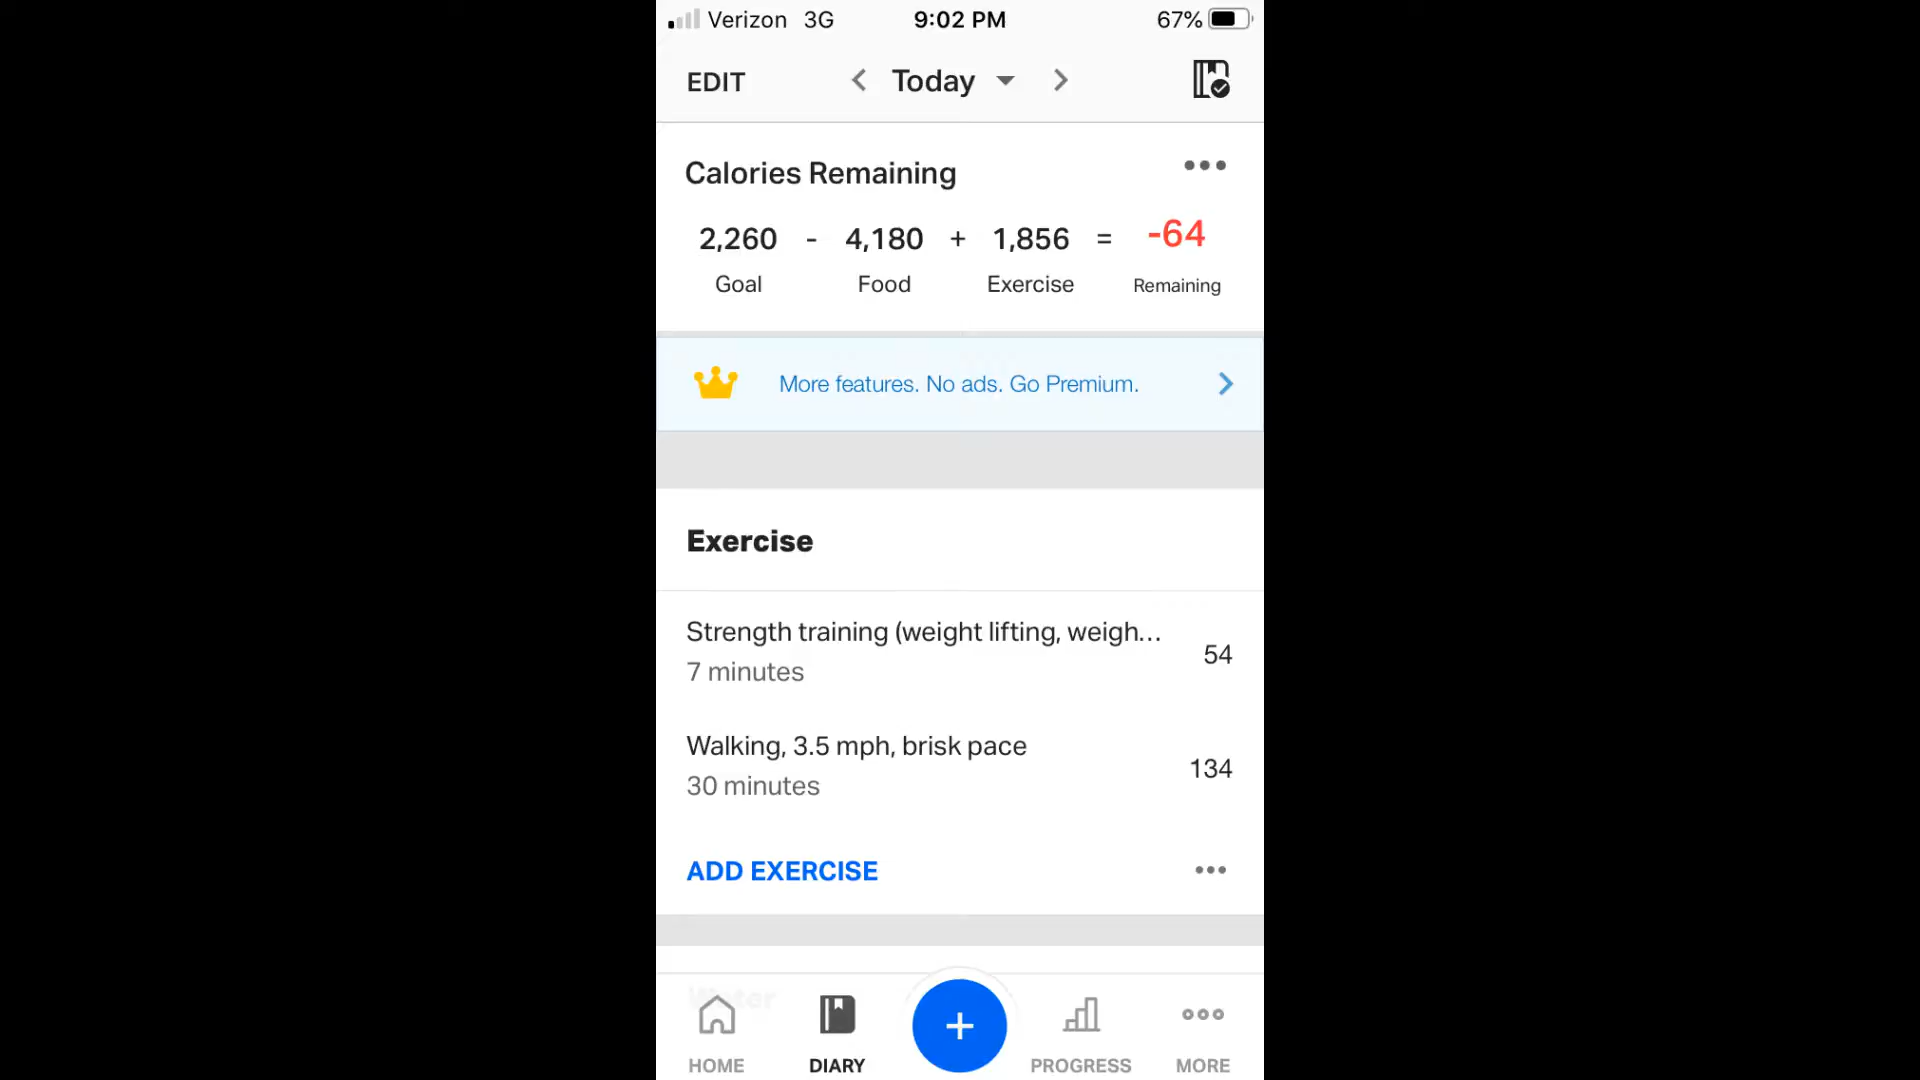 Verizon 3G 9:02 PM 67%
EDIT Today
Calories Remaining
2,260 - 4,180 + 1,856 = -64
Goal Food Exercise Remaining
More features. No ads. Go Premium.
Exercise
Strength training (weight lifting, weigh...
7 minutes
54
Walking, 3.5 mph, brisk pace
30 minutes
134
ADD EXERCISE
Water
HOME DIARY PROGRESS MORE